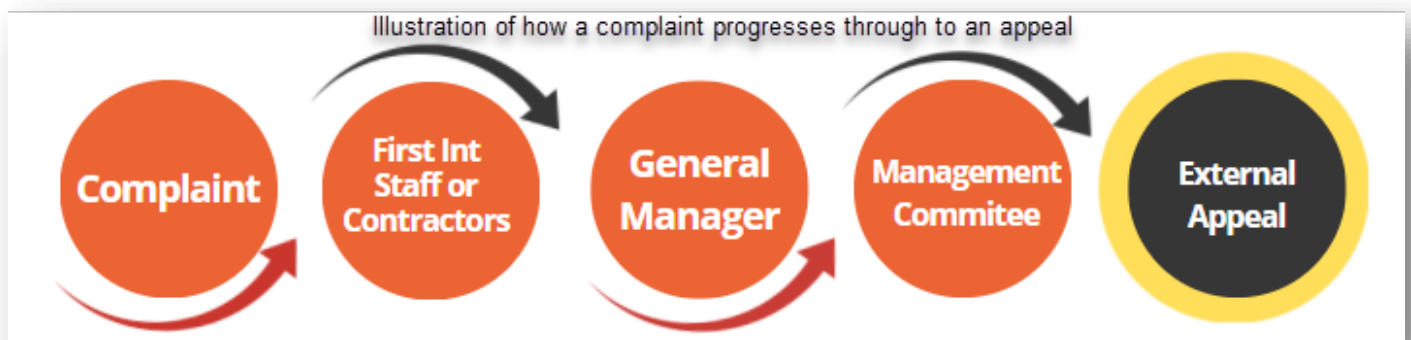 Illustration of how a complaint progresses through to an appeal
Complaint
First Int
Staff or
Contractors
General
Manager
Management
Commitee
External
Appeal